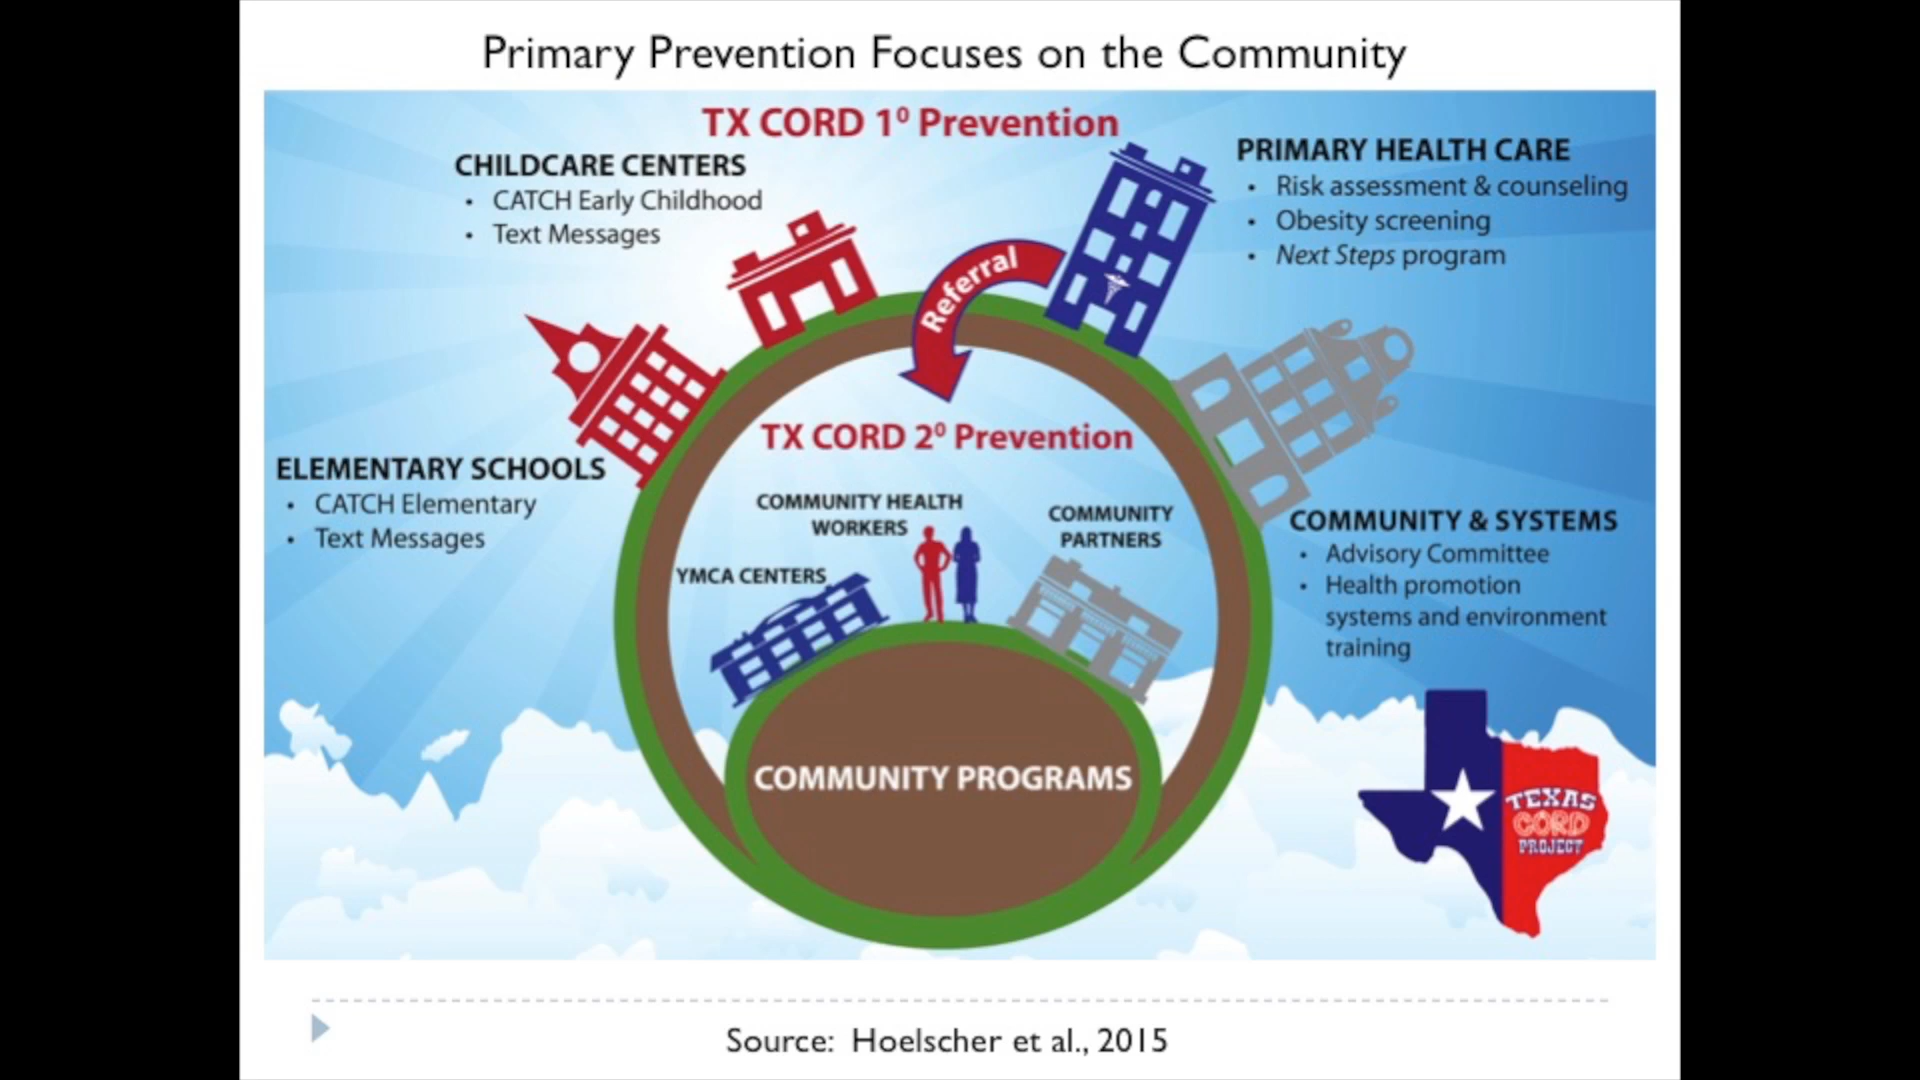 Primary Prevention Focuses on the Community
TX CORD 1⁰ Prevention
CHILDCARE CENTERS
• CATCH Early Childhood
• Text Messages
PRIMARY HEALTH CARE
• Risk assessment & counseling
• Obesity screening
• Next Steps program
Referral
ELEMENTARY SCHOOLS
• CATCH Elementary
• Text Messages
TX CORD 2⁰ Prevention
COMMUNITY HEALTH
WORKERS
COMMUNITY
PARTNERS
YMCA CENTERS
COMMUNITY & SYSTEMS
• Advisory Committee
• Health promotion
systems and environment
training
COMMUNITY PROGRAMS
TEXAS
CORD
PROJECT
Source: Hoelscher et al., 2015